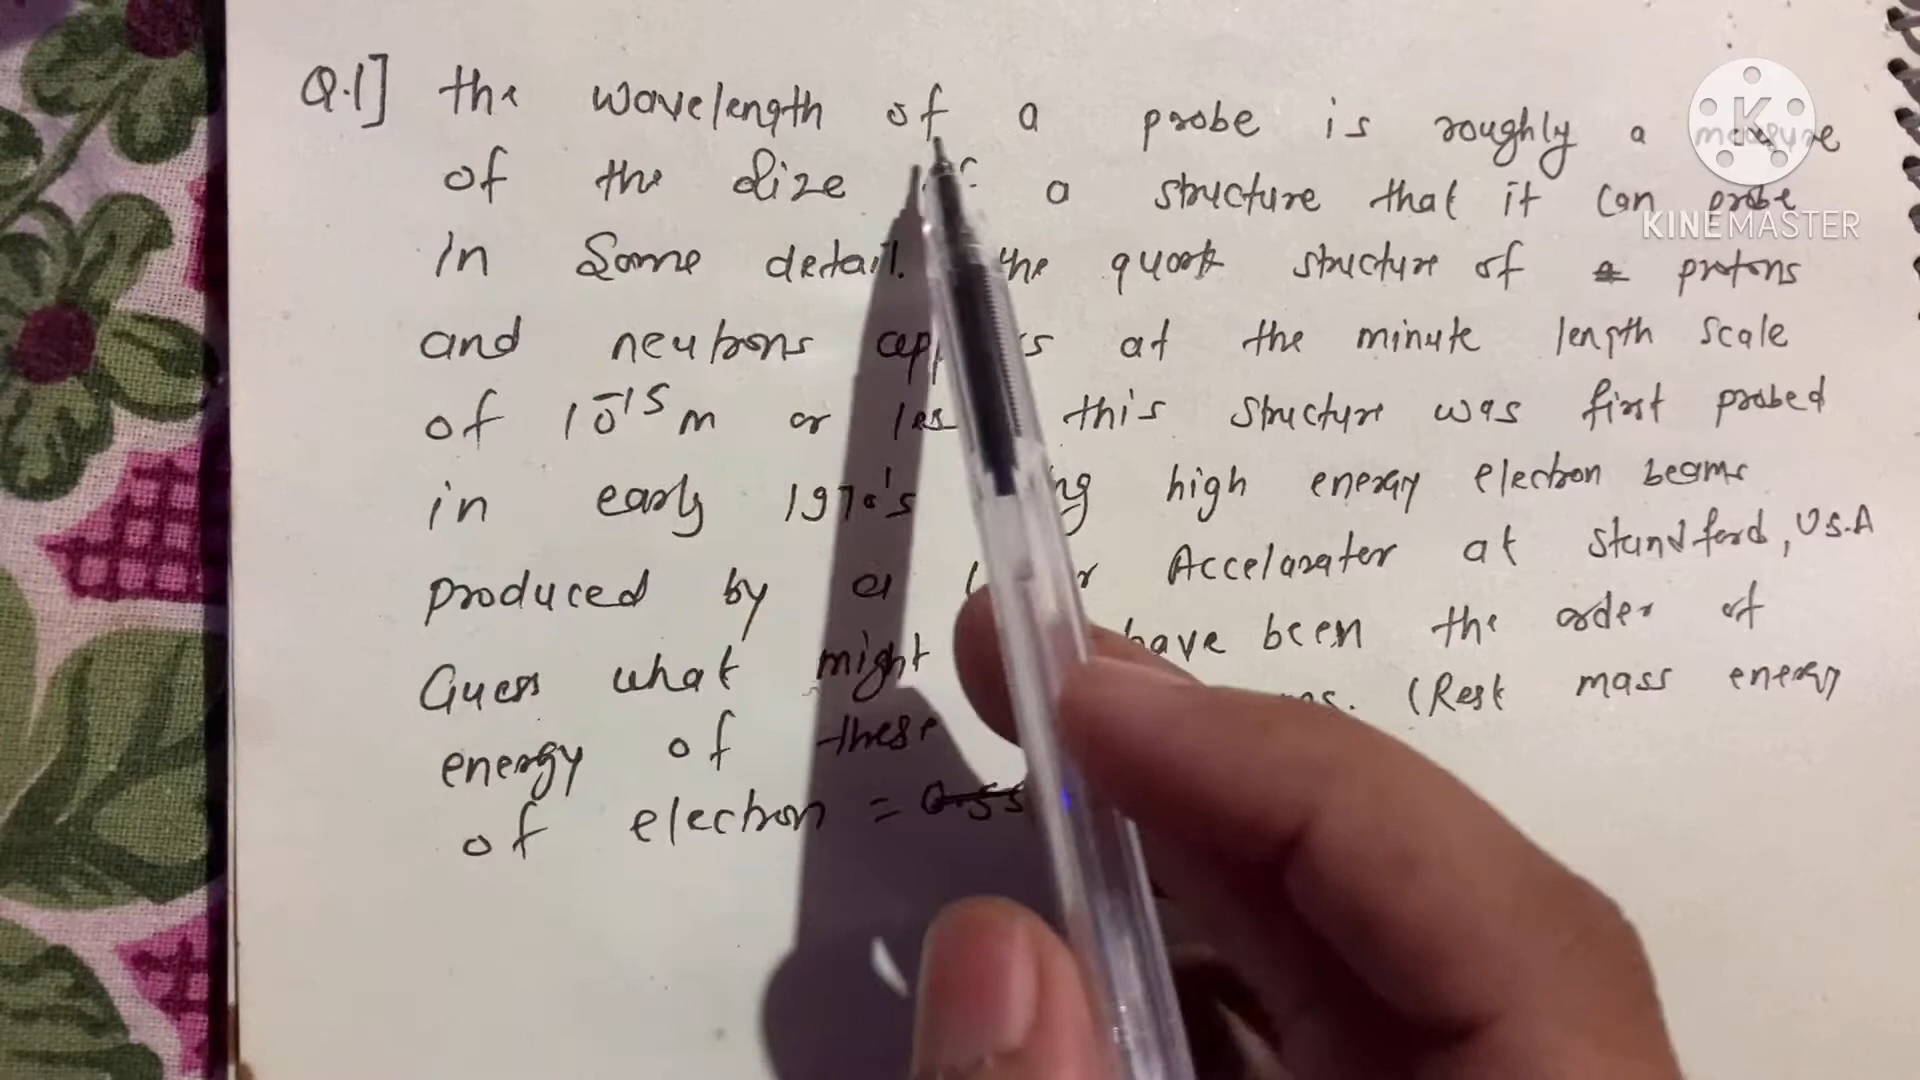 Q.1] the wavelength of a probe is roughly a measure
of the size a structure that it can probe
in some detail. the quark structure of protons
and neutrons at the minute length scale
of 10^-15 m or this structure was first probed
in early 1970's high energy electron beams
produced by a Accelarater at standford, U.S.A
Guess what might have been the order of
energy of these (Rest mass energy
of electron =
K
KINEMASTER